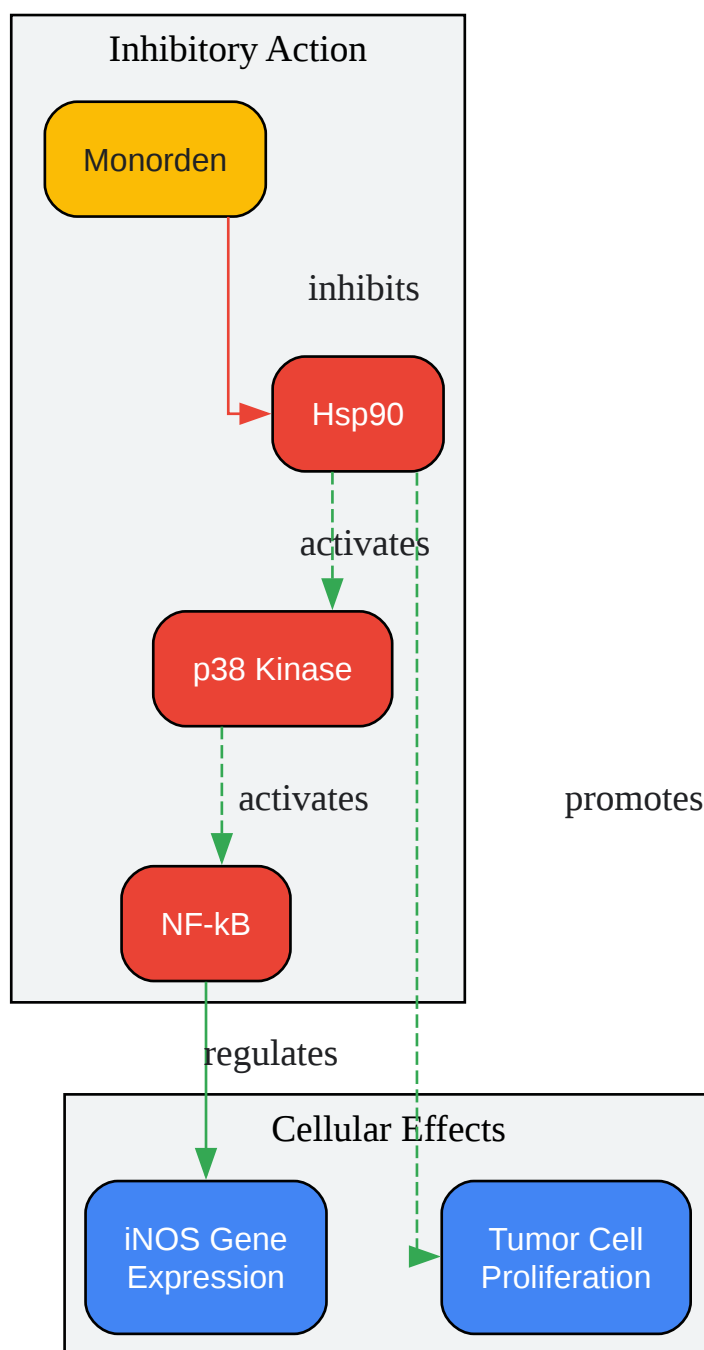 Inhibitory Action
Monorden
inhibits
Hsp90
activates
p38 Kinase
activates
promotes
NF-kB
regulates
Cellular Effects
iNOS Gene
Expression
Tumor Cell
Proliferation